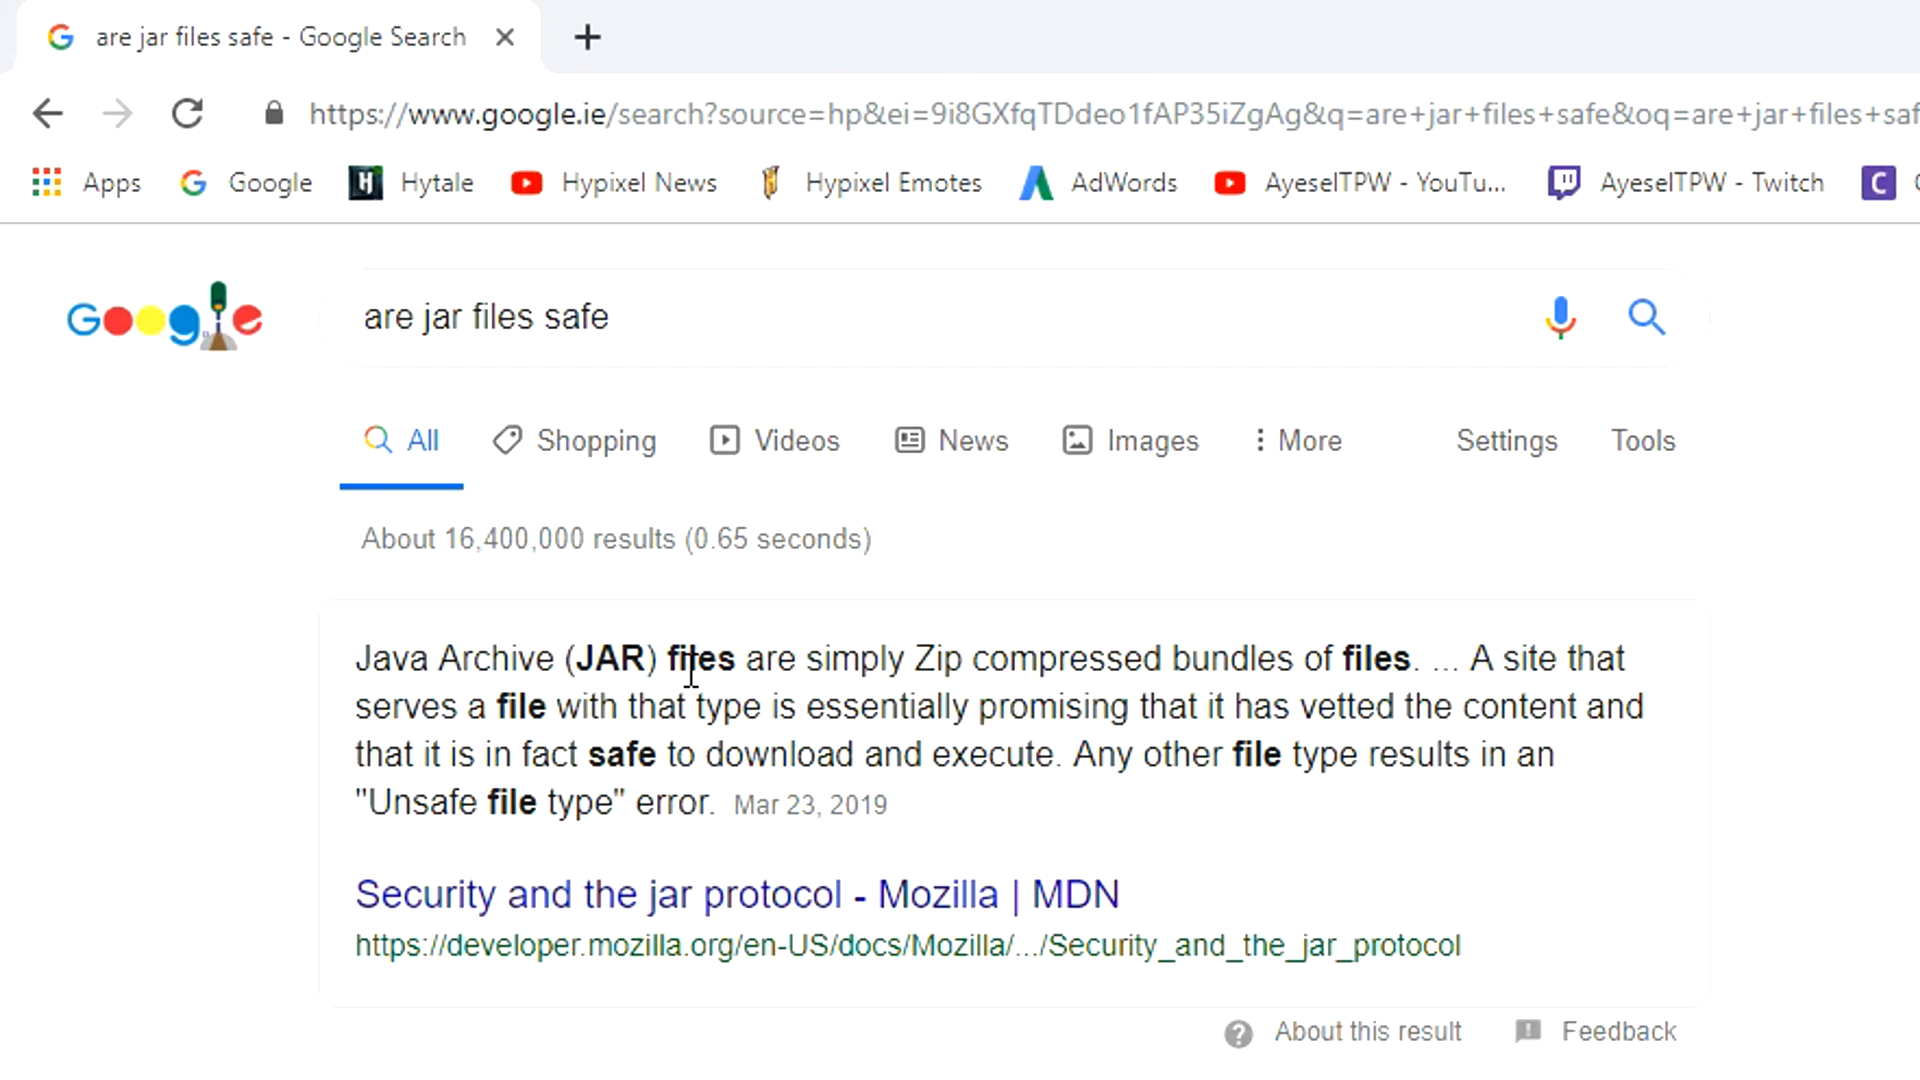 are jar files safe - Google Search
https://www.google.ie/search?source=hp&ei=9i8GXfqTDdeo1fAP35iZgAg&q=are+jar+files+safe&oq=are+jar+files+saf
Apps Google Hytale Hypixel News Hypixel Emotes AdWords AyeselTPW - YouTu... AyeselTPW - Twitch C
Google are jar files safe
All Shopping Videos News Images More Settings Tools
About 16,400,000 results (0.65 seconds)
Java Archive (JAR) files are simply Zip compressed bundles of files. ... A site that
serves a file with that type is essentially promising that it has vetted the content and
that it is in fact safe to download and execute. Any other file type results in an
"Unsafe file type" error. Mar 23, 2019
Security and the jar protocol - Mozilla | MDN
https://developer.mozilla.org/en-US/docs/Mozilla/.../Security_and_the_jar_protocol
About this result Feedback